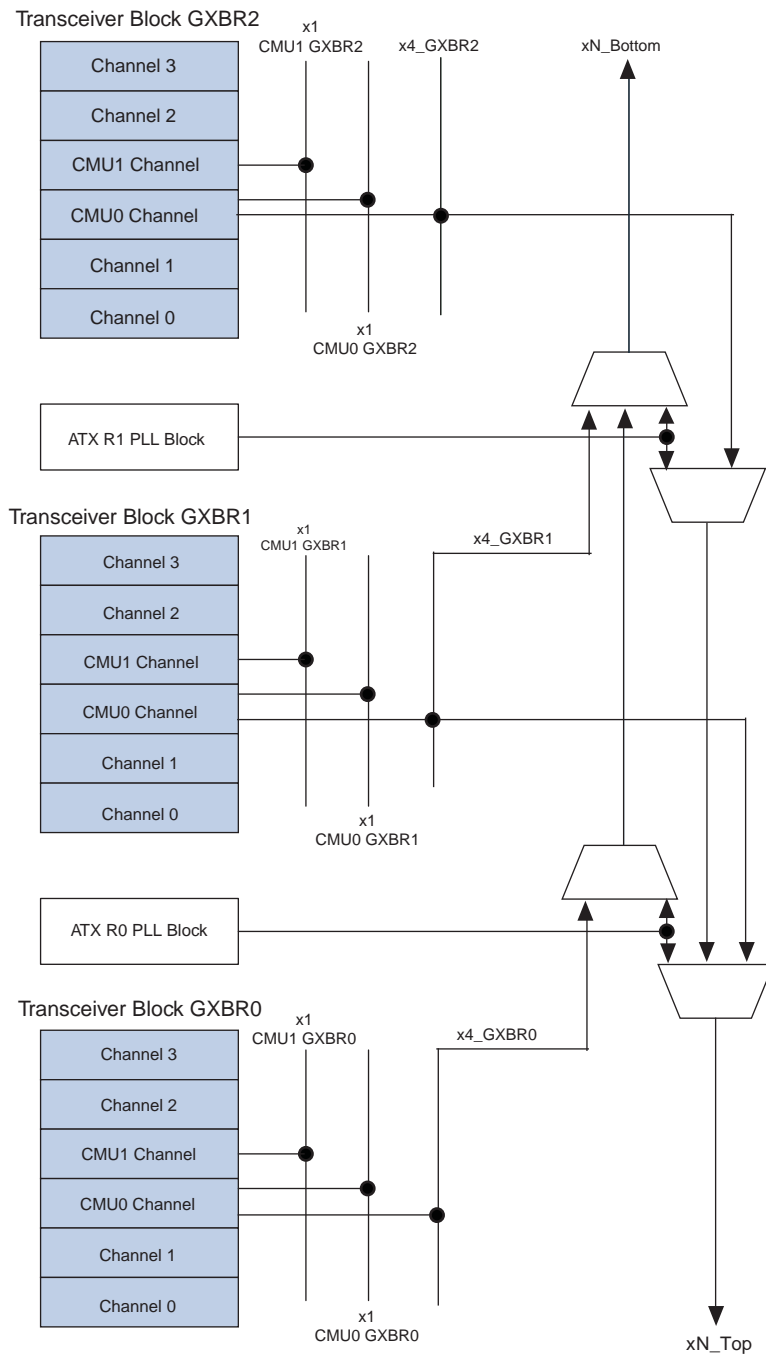 Transceiver Block GXBR2
x1
CMU1 GXBR2
x4_GXBR2
xN_Bottom
Channel 3
Channel 2
CMU1 Channel
CMU0 Channel
Channel 1
Channel 0
x1
CMU0 GXBR2
ATX R1 PLL Block
Transceiver Block GXBR1
x1
CMU1 GXBR1
x4_GXBR1
Channel 3
Channel 2
CMU1 Channel
CMU0 Channel
Channel 1
Channel 0
x1
CMU0 GXBR1
ATX R0 PLL Block
Transceiver Block GXBR0
x1
CMU1 GXBR0
x4_GXBR0
Channel 3
Channel 2
CMU1 Channel
CMU0 Channel
Channel 1
Channel 0
x1
CMU0 GXBR0
xN_Top